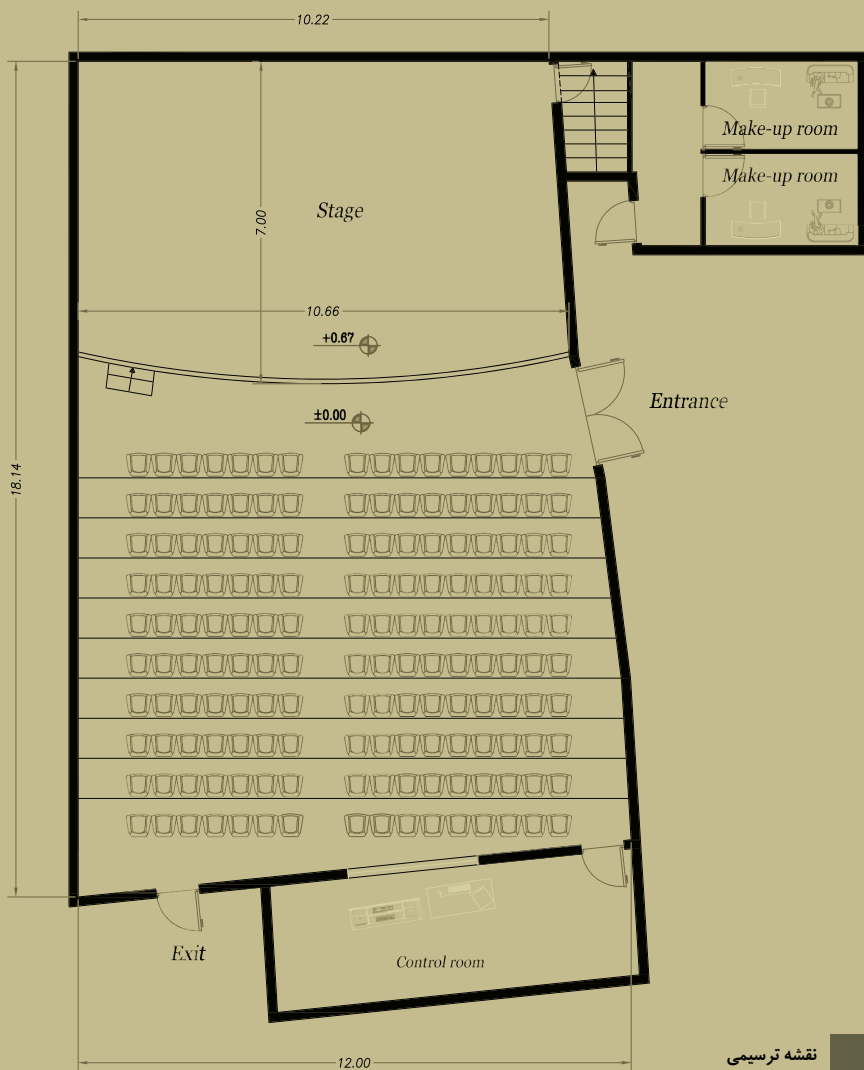 10.22
Make-up room
Make-up room
Stage
7.00
10.66
+0.67
Entrance
±0.00
18.14
Exit
Control room
12.00
نقشه ترسیمی